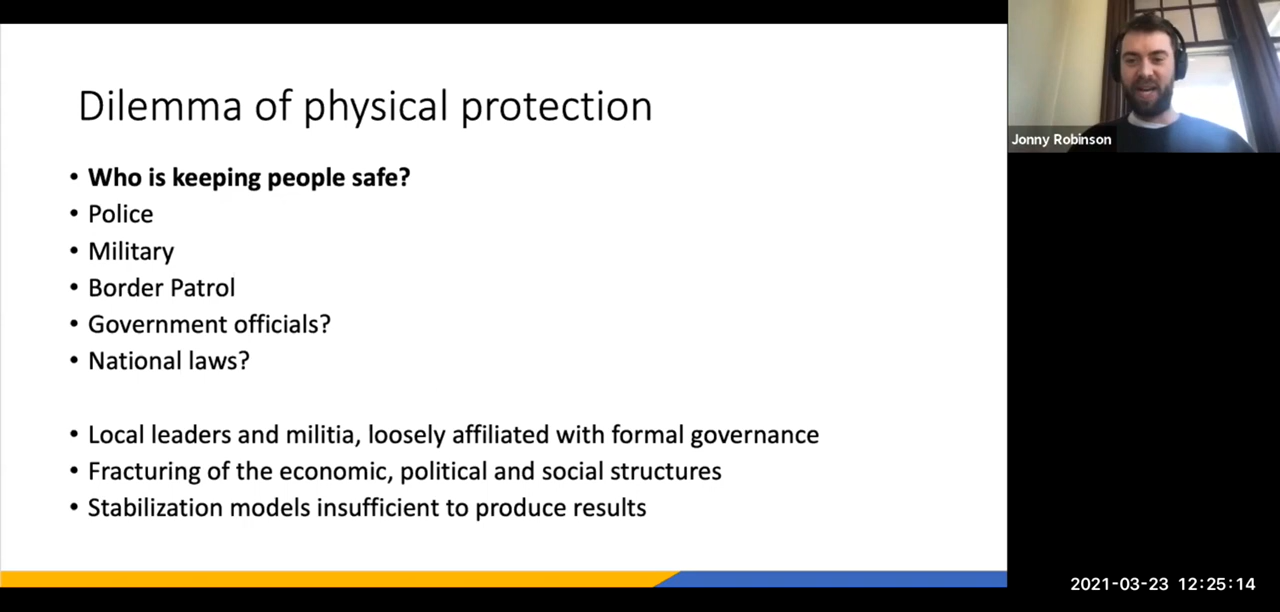 Dilemma of physical protection
• Who is keeping people safe?
• Police
• Military
• Border Patrol
• Government officials?
• National laws?
• Local leaders and militia, loosely affiliated with formal governance
• Fracturing of the economic, political and social structures
• Stabilization models insufficient to produce results
Jonny Robinson
2021-03-23 12:25:14